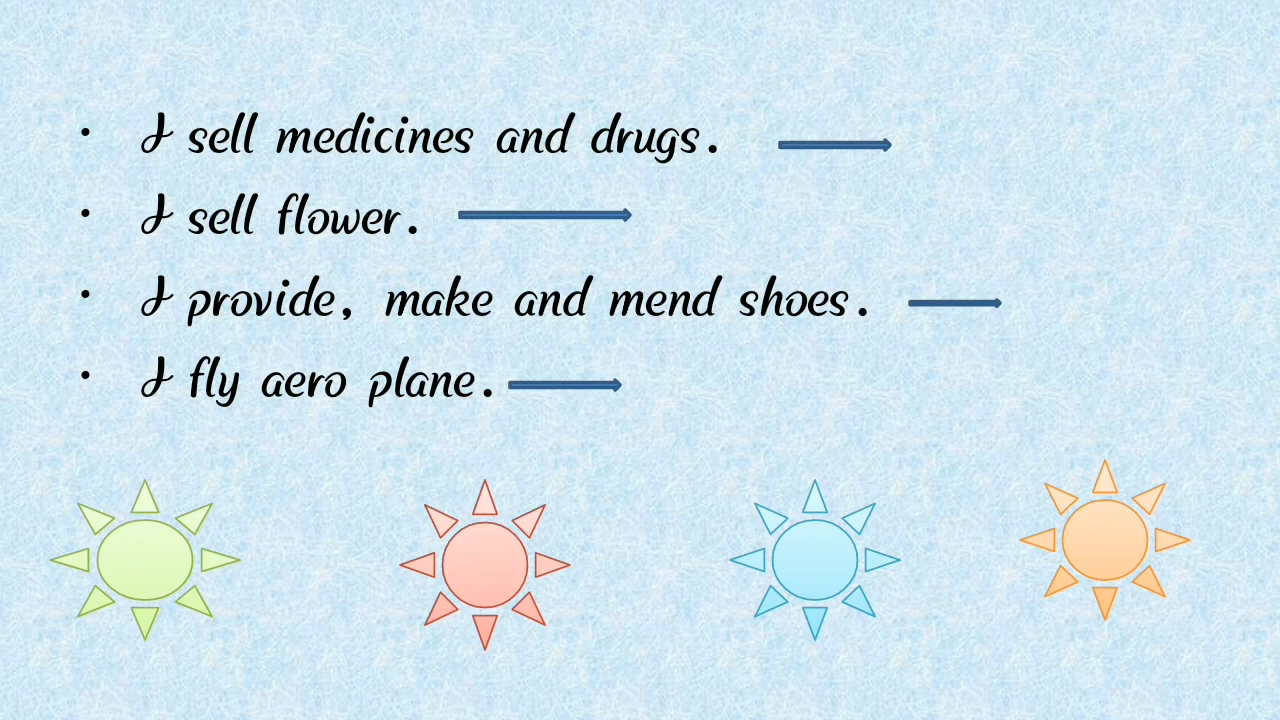 • I sell medicines and drugs.
• I sell flower.
• I provide, make and mend shoes.
• I fly aero plane.